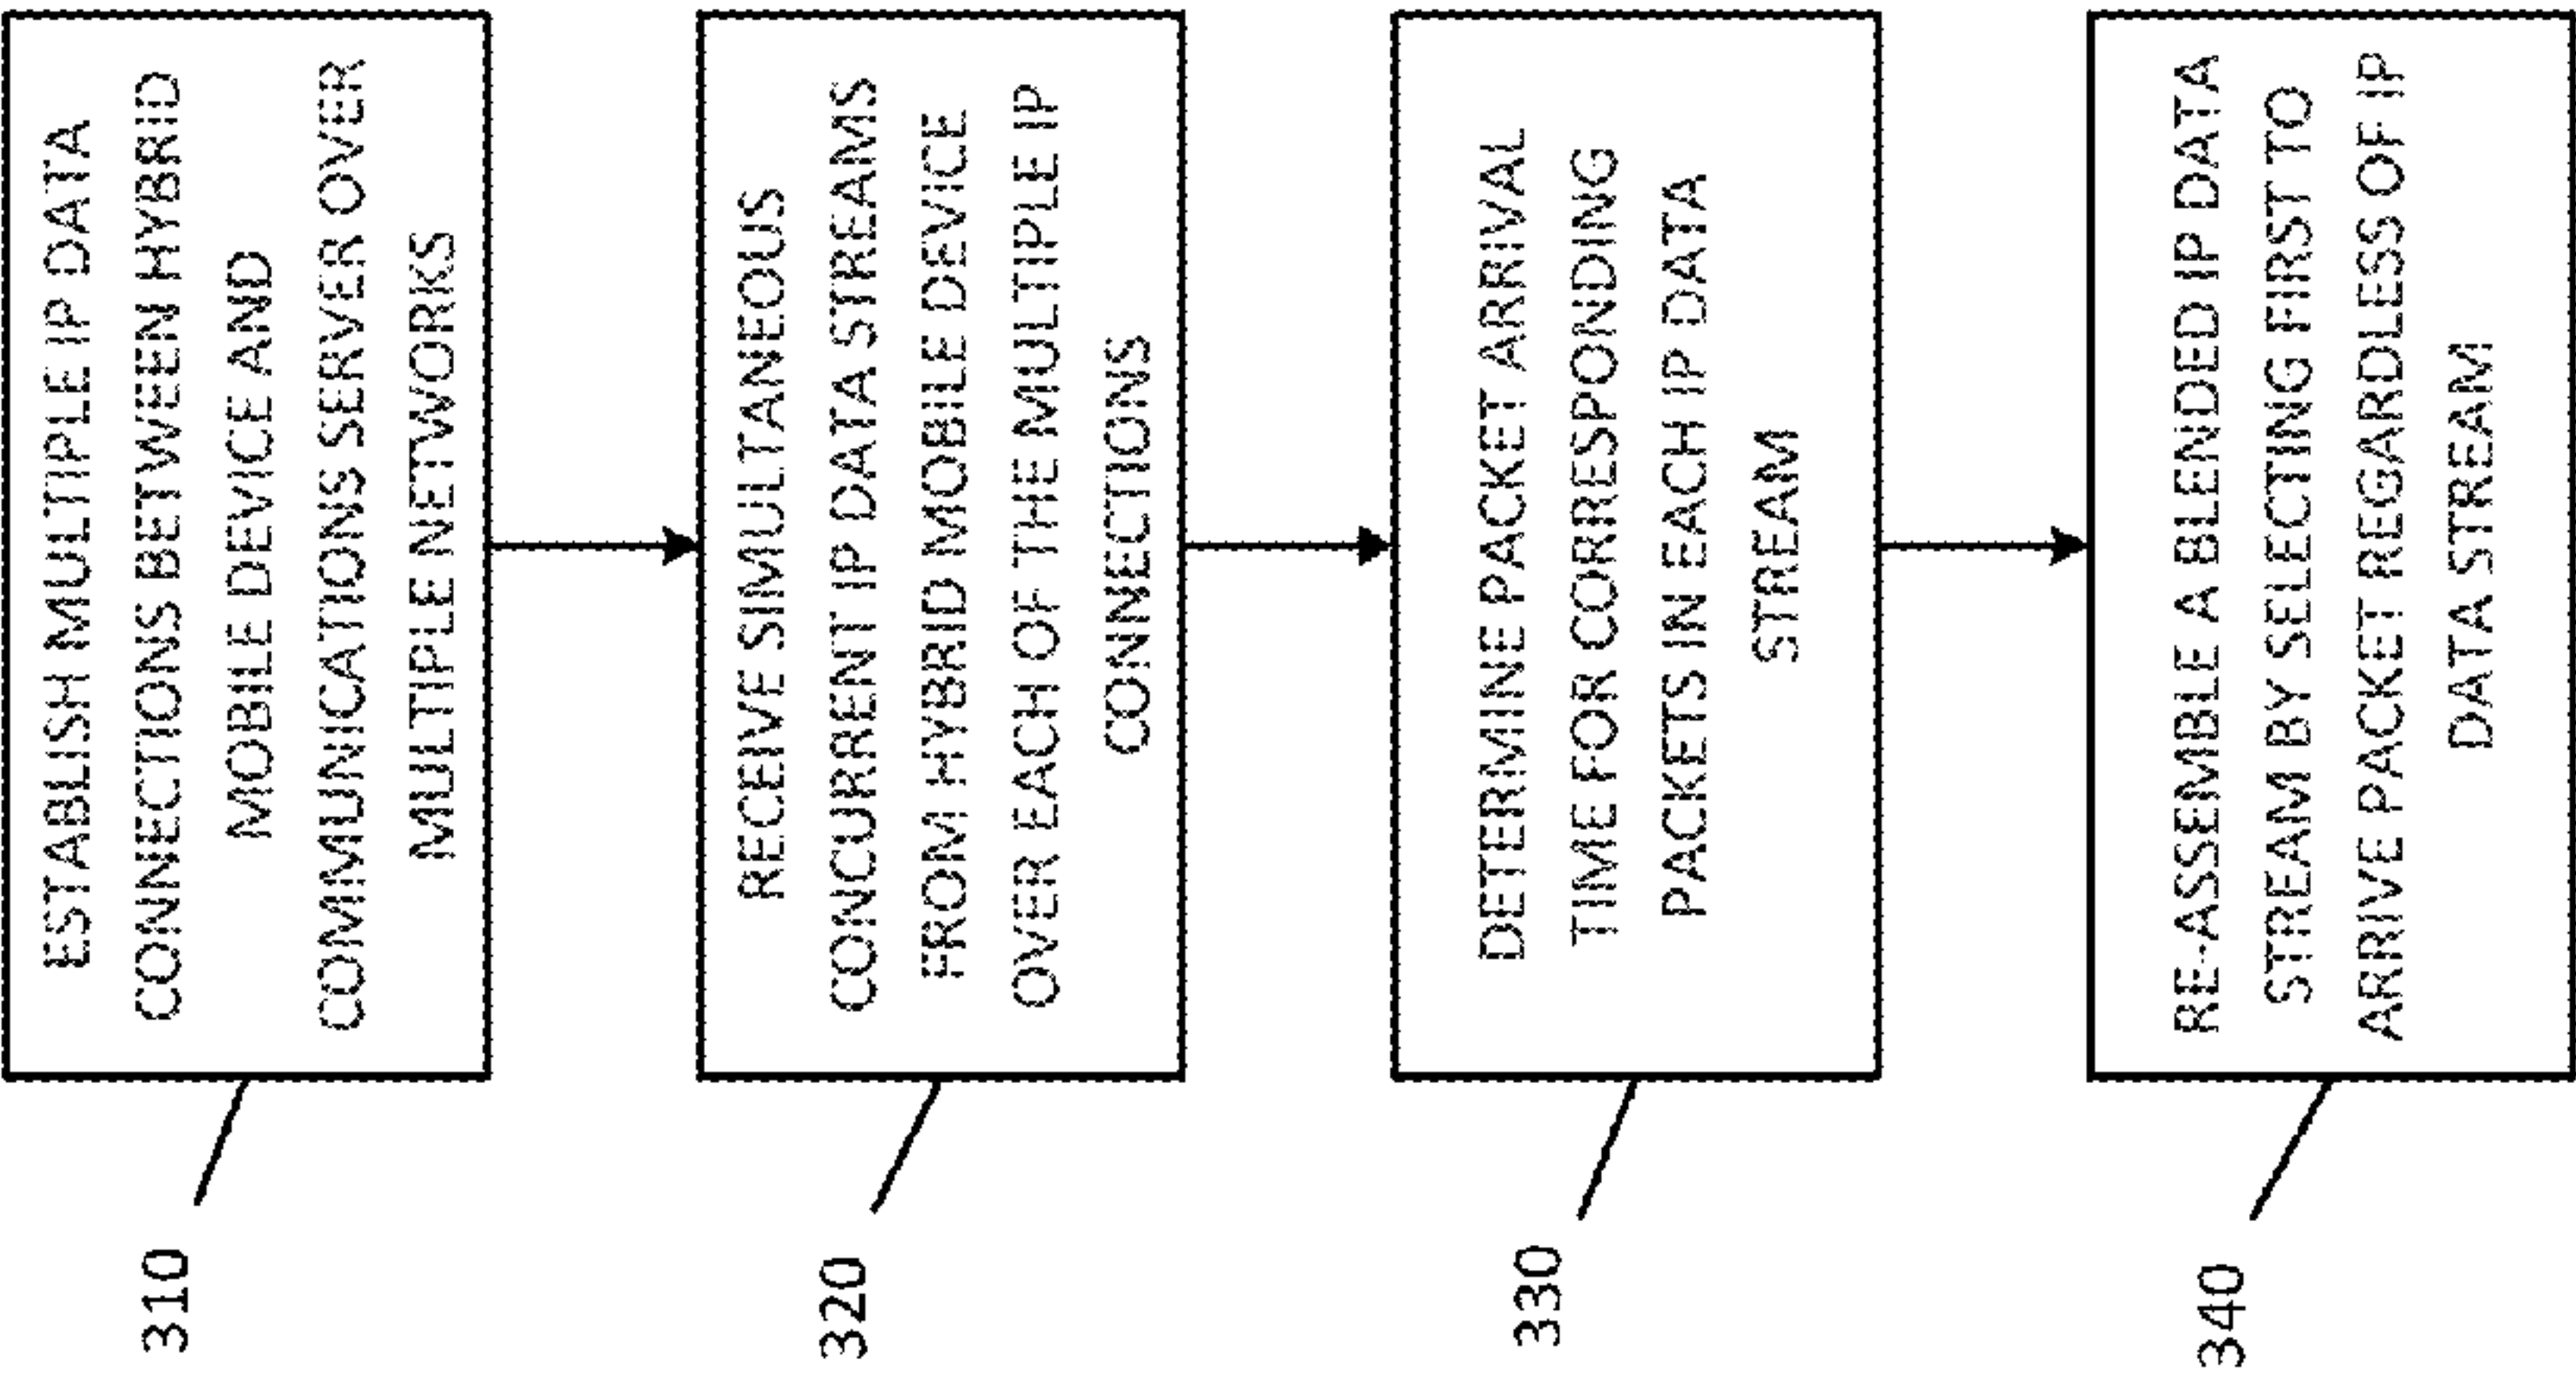 310
ESTABLISH MULTIPLE IP DATA
CONNECTIONS BETWEEN HYBRID
MOBILE DEVICE AND
COMMUNICATIONS SERVER OVER
MULTIPLE NETWORKS
320
RECEIVE SIMULTANEOUS
CONCURRENT IP DATA STREAMS
FROM HYBRID MOBILE DEVICE
OVER EACH OF THE MULTIPLE IP
CONNECTIONS
330
DETERMINE PACKET ARRIVAL
TIME FOR CORRESPONDING
PACKETS IN EACH IP DATA
STREAM
340
RE-ASSEMBLE A BLENDED IP DATA
STREAM BY SELECTING FIRST TO
ARRIVE PACKET REGARDLESS OF IP
DATA STREAM